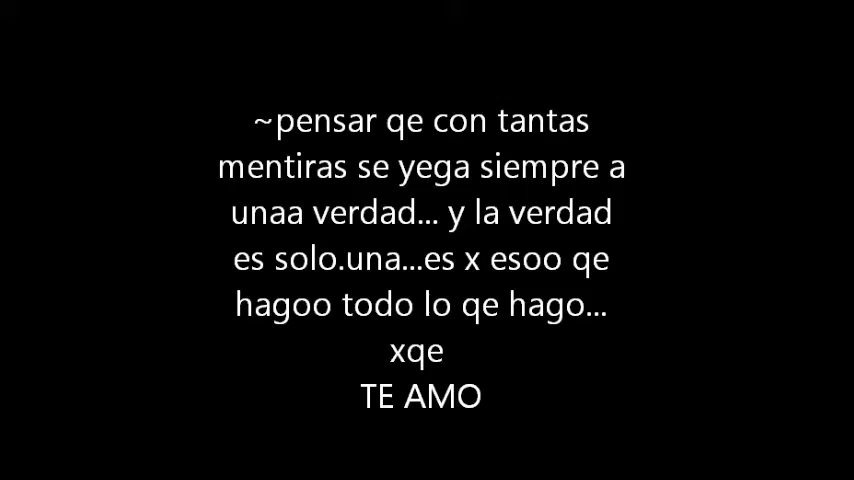 ~pensar qe con tantas
mentiras se yega siempre a
unaa verdad... y la verdad
es solo.una...es x esoo qe
hagoo todo lo qe hago...
xqe
TE AMO